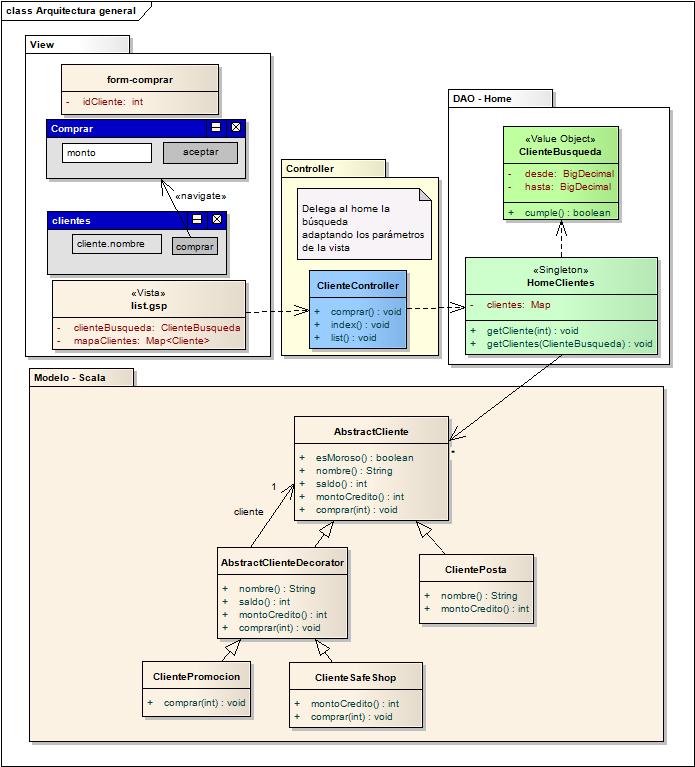 class Arquitectura general
View
form-comprar
- idCliente: int
Comprar
monto
aceptar
«navigate»
clientes
cliente.nombre
comprar
«Vista»
list.gsp
- clienteBusqueda: ClienteBusqueda
- mapaClientes: Map<Cliente>
Controller
Delega al home la
búsqueda
adaptando los parámetros
de la vista
ClienteController
+ comprar() : void
+ index() : void
+ list() : void
DAO - Home
«Value Object»
ClienteBusqueda
- desde: BigDecimal
- hasta: BigDecimal
+ cumple() : boolean
«Singleton»
HomeClientes
- clientes: Map
+ getCliente(int) : void
+ getClientes(ClienteBusqueda) : void
Modelo - Scala
AbstractCliente
+ esMoroso() : boolean
+ nombre() : String
+ saldo() : int
+ montoCredito() : int
+ comprar(int) : void
*
1
cliente
AbstractClienteDecorator
+ nombre() : String
+ saldo() : int
+ montoCredito() : int
+ comprar(int) : void
ClientePosta
+ nombre() : String
+ montoCredito() : int
ClientePromocion
+ comprar(int) : void
ClienteSafeShop
+ montoCredito() : int
+ comprar(int) : void